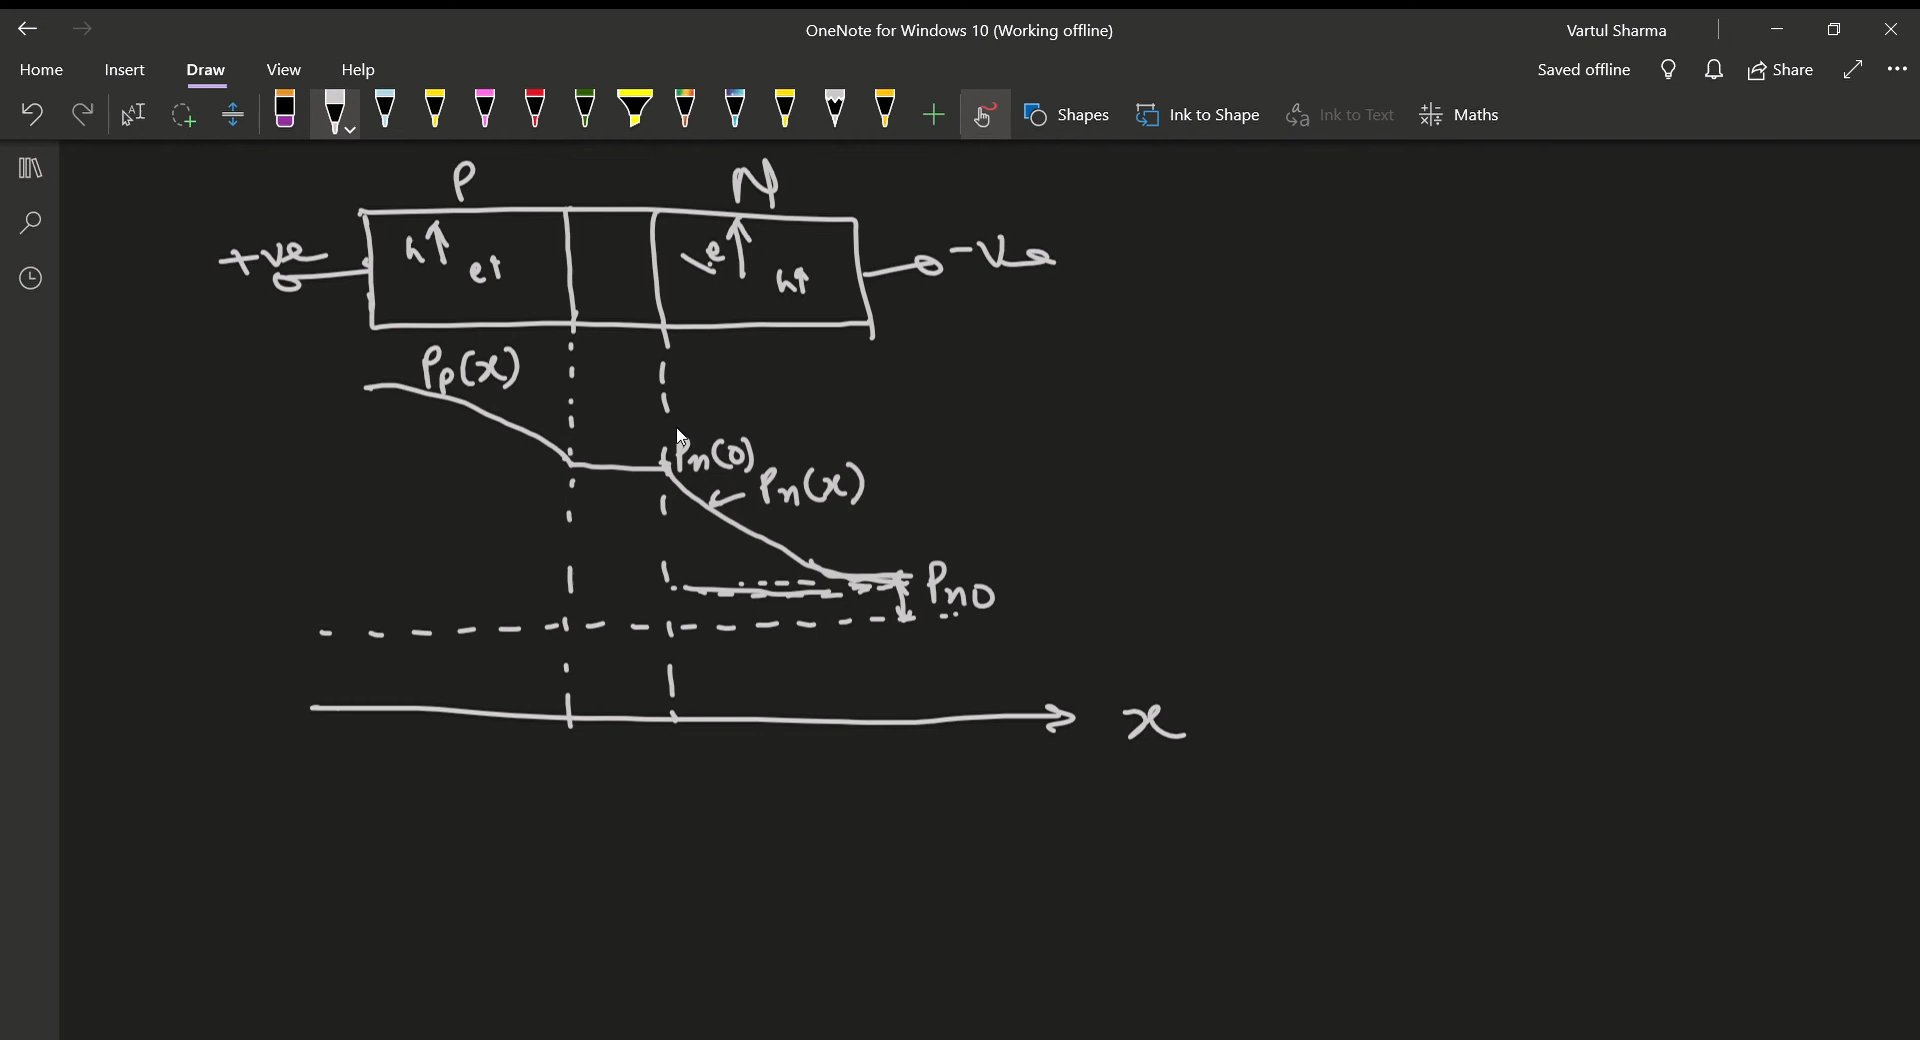 OneNote for Windows 10 (Working offline)
Vartul Sharma
Home Insert Draw View Help
Saved offline
Share
Shapes
Ink to Shape
Ink to Text
Maths
P
N
+ve
h↑ e↑
e↑ h↑
-ve
Pp(x)
Pn(0)
Pn(x)
Pn0
x